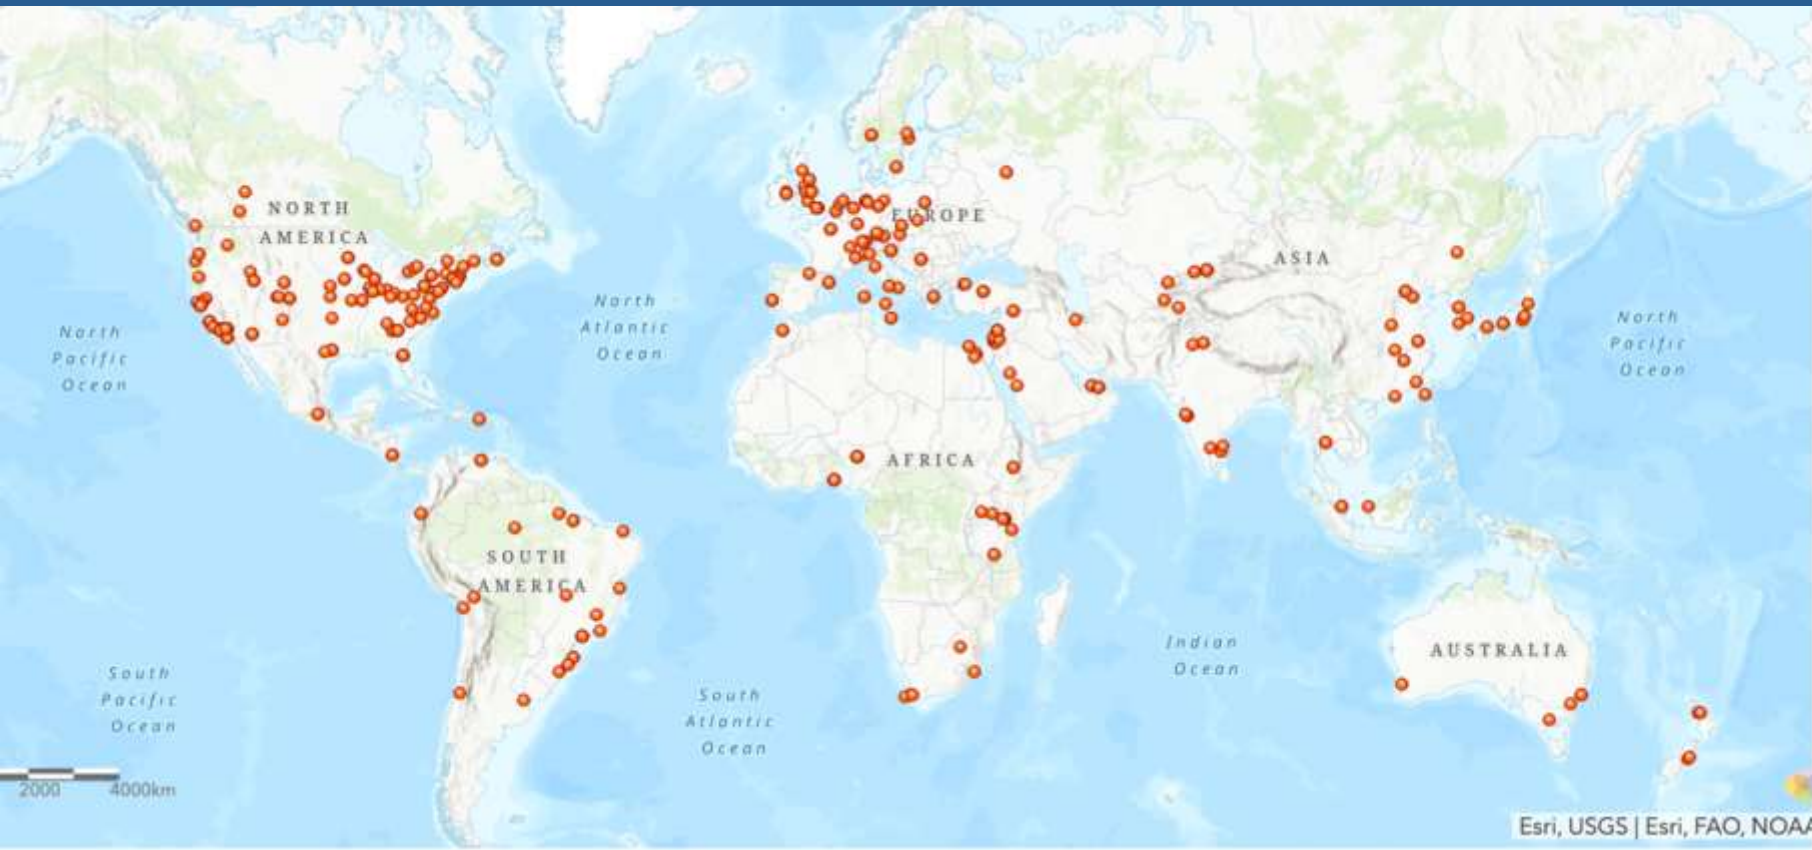 NORTH
AMERICA
EUROPE
ASIA
North
Atlantic
Ocean
North
Pacific
Ocean
North
Pacific
Ocean
AFRICA
SOUTH
AMERICA
Indian
Ocean
AUSTRALIA
South
Pacific
Ocean
South
Atlantic
Ocean
2000 4000km
Esri, USGS | Esri, FAO, NOAA